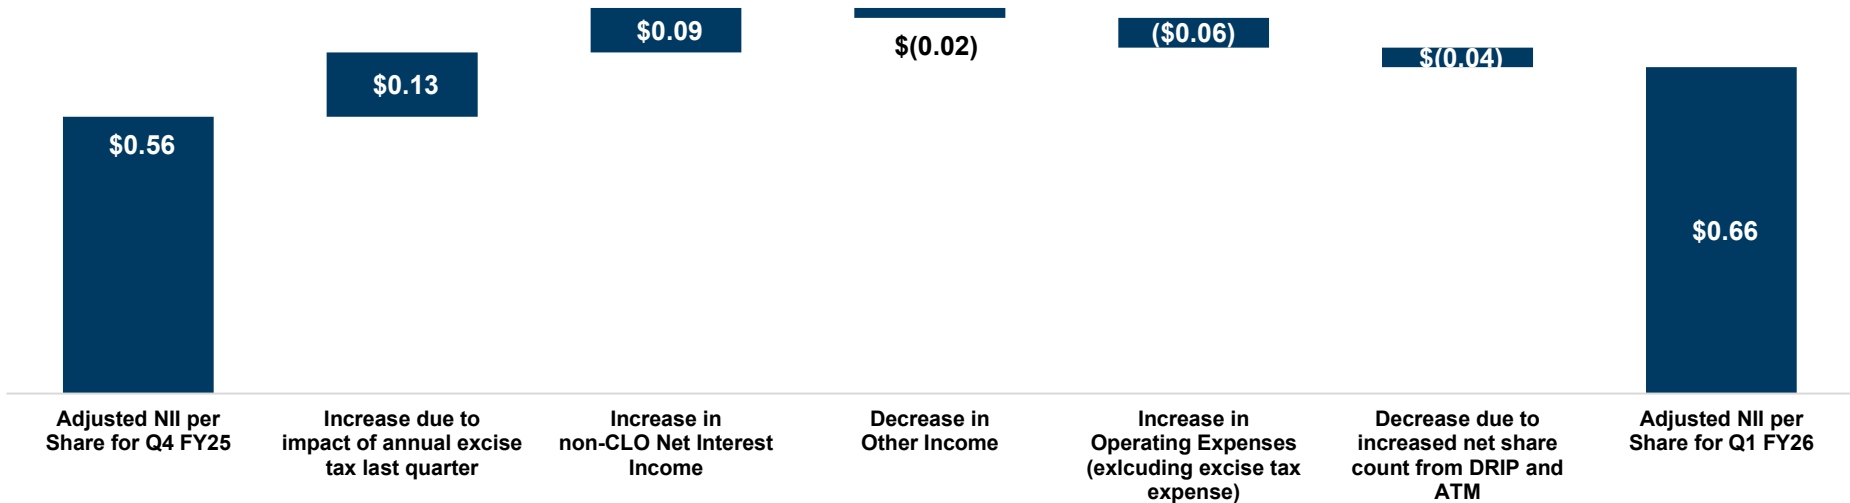 $0.56
$0.13
$0.09
$(0.02)
($0.06)
$(0.04)
$0.66
Adjusted NII per
Share for Q4 FY25
Increase due to
impact of annual excise
tax last quarter
Increase in
non-CLO Net Interest
Income
Decrease in
Other Income
Increase in
Operating Expenses
(exlcuding excise tax
expense)
Decrease due to
increased net share
count from DRIP and
ATM
Adjusted NII per
Share for Q1 FY26